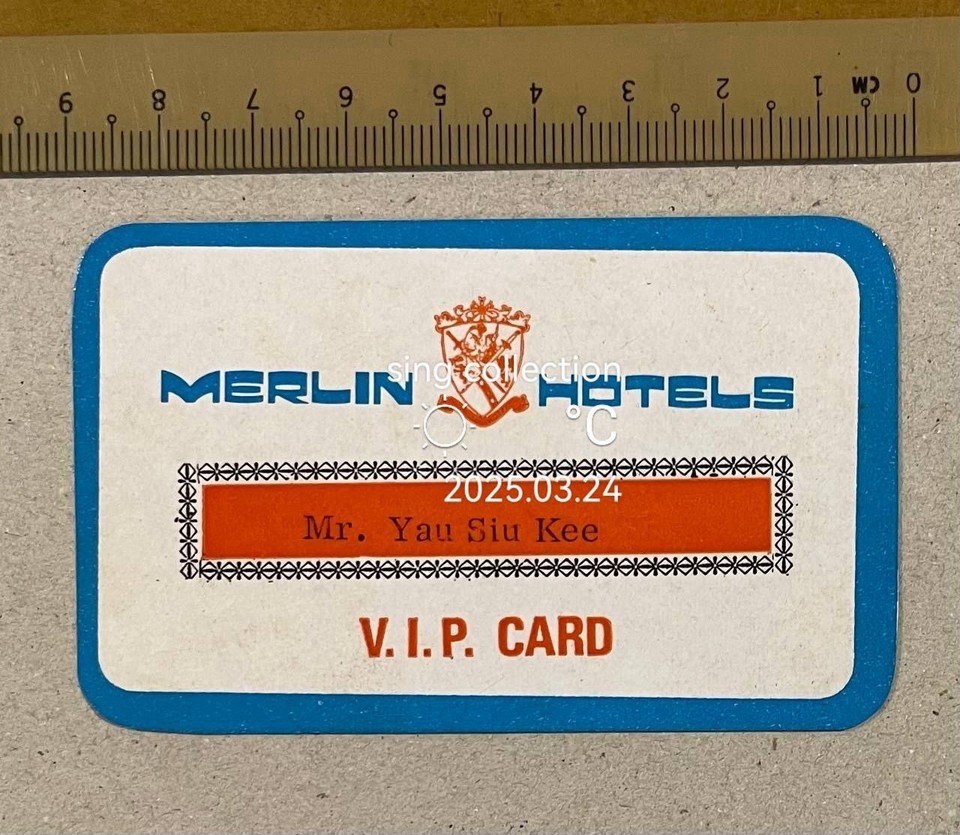 9 8 7 6 5 4 3 2 1 CM 0
sing collection
MERLIN HOTELS
°C
2025.03.24
Mr. Yau Siu Kee
V.I.P. CARD